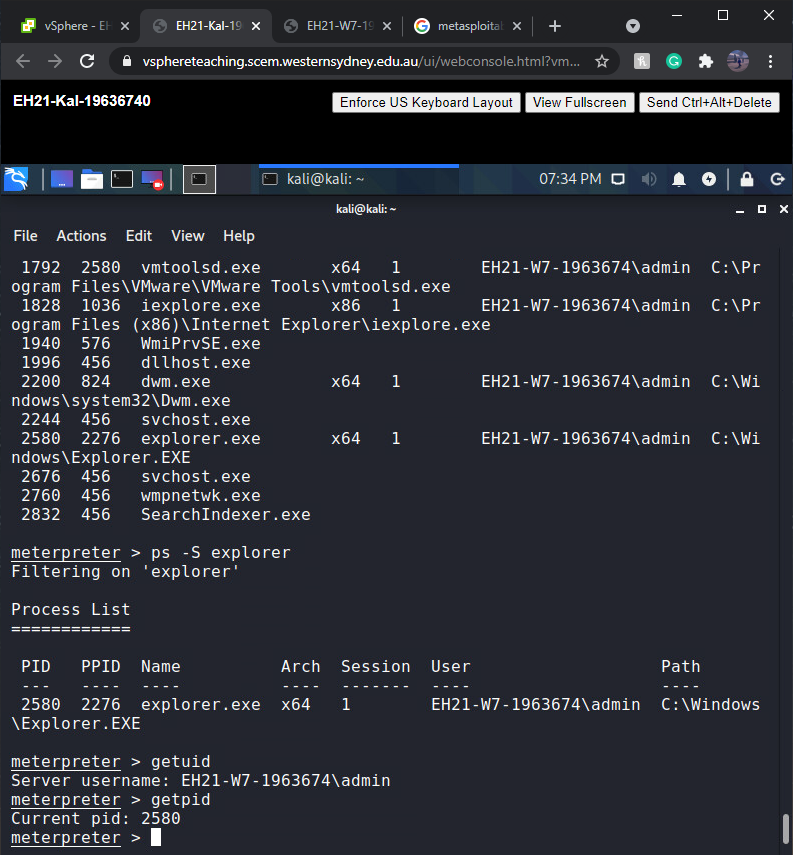 vSphere - EH
EH21-Kal-19
EH21-W7-19
metasploital
vsphereteaching.scem.westernsydney.edu.au/ui/webconsole.html?vm...
EH21-Kal-19636740
Enforce US Keyboard Layout
View Fullscreen
Send Ctrl+Alt+Delete
kali@kali: ~
07:34 PM
kali@kali: ~
File Actions Edit View Help
1792 2580 vmtoolsd.exe x64 1 EH21-W7-1963674\admin C:\Pr
ogram Files\VMware\VMware Tools\vmtoolsd.exe
1828 1036 iexplore.exe x86 1 EH21-W7-1963674\admin C:\Pr
ogram Files (x86)\Internet Explorer\iexplore.exe
1940 576 WmiPrvSE.exe
1996 456 dllhost.exe
2200 824 dwm.exe x64 1 EH21-W7-1963674\admin C:\Wi
ndows\system32\Dwm.exe
2244 456 svchost.exe
2580 2276 explorer.exe x64 1 EH21-W7-1963674\admin C:\Wi
ndows\Explorer.EXE
2676 456 svchost.exe
2760 456 wmpnetwk.exe
2832 456 SearchIndexer.exe
meterpreter > ps -S explorer
Filtering on 'explorer'
Process List
============
PID PPID Name Arch Session User Path
--- ---- ---- ---- ------- ---- ----
2580 2276 explorer.exe x64 1 EH21-W7-1963674\admin C:\Windows
\Explorer.EXE
meterpreter > getuid
Server username: EH21-W7-1963674\admin
meterpreter > getpid
Current pid: 2580
meterpreter >